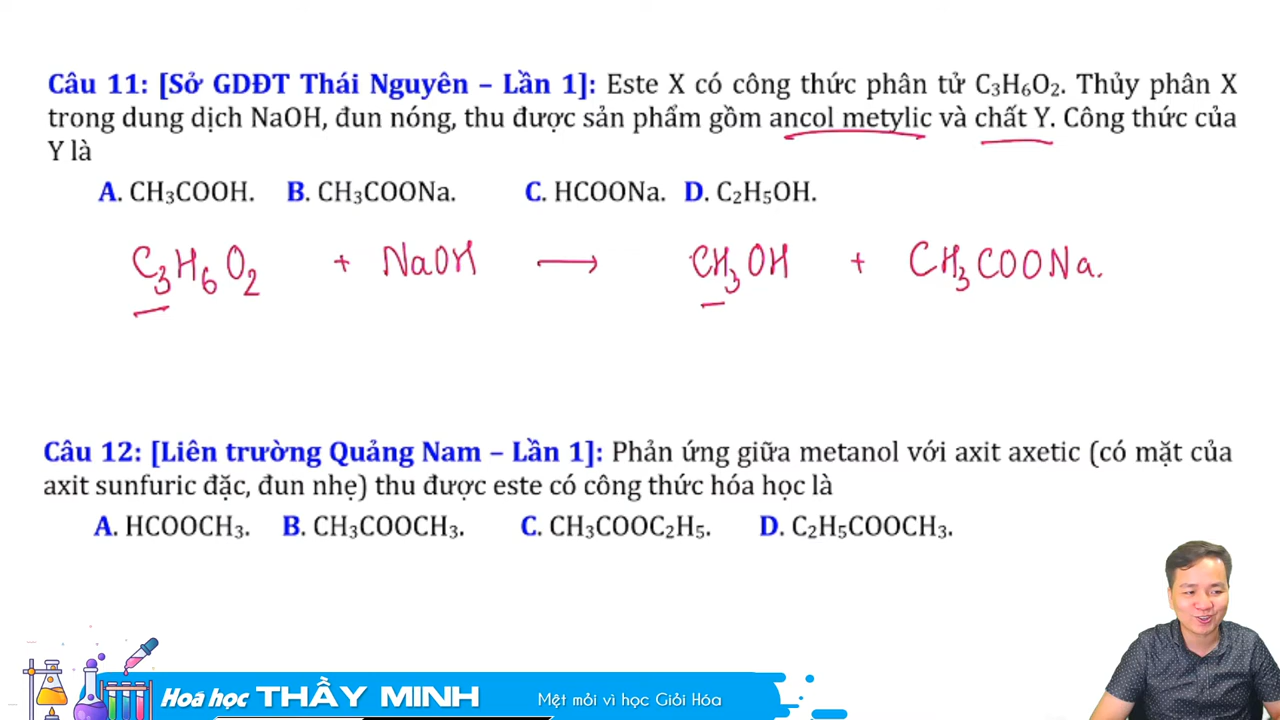 Câu 11: [Sở GDĐT Thái Nguyên – Lần 1]: Este X có công thức phân tử C₃H₆O₂. Thủy phân X
trong dung dịch NaOH, đun nóng, thu được sản phẩm gồm ancol metylic và chất Y. Công thức của
Y là
A. CH₃COOH. B. CH₃COONa. C. HCOONa. D. C₂H₅OH.
C₃H₆O₂ + NaOH → CH₃OH + CH₃COONa.
Câu 12: [Liên trường Quảng Nam – Lần 1]: Phản ứng giữa metanol với axit axetic (có mặt của
axit sunfuric đặc, đun nhẹ) thu được este có công thức hóa học là
A. HCOOCH₃. B. CH₃COOCH₃. C. CH₃COOC₂H₅. D. C₂H₅COOCH₃.
Hoá học THẦY MINH Mệt mỏi vì học Giỏi Hóa